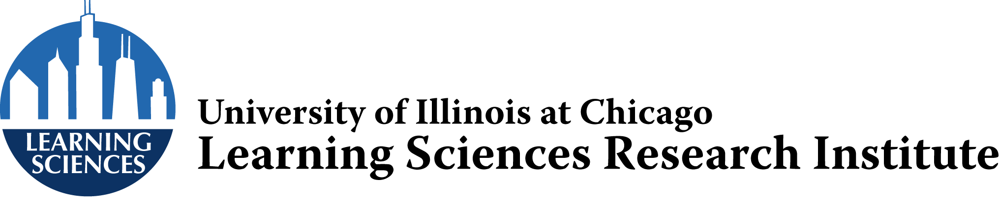 LEARNING
SCIENCES
University of Illinois at Chicago
Learning Sciences Research Institute